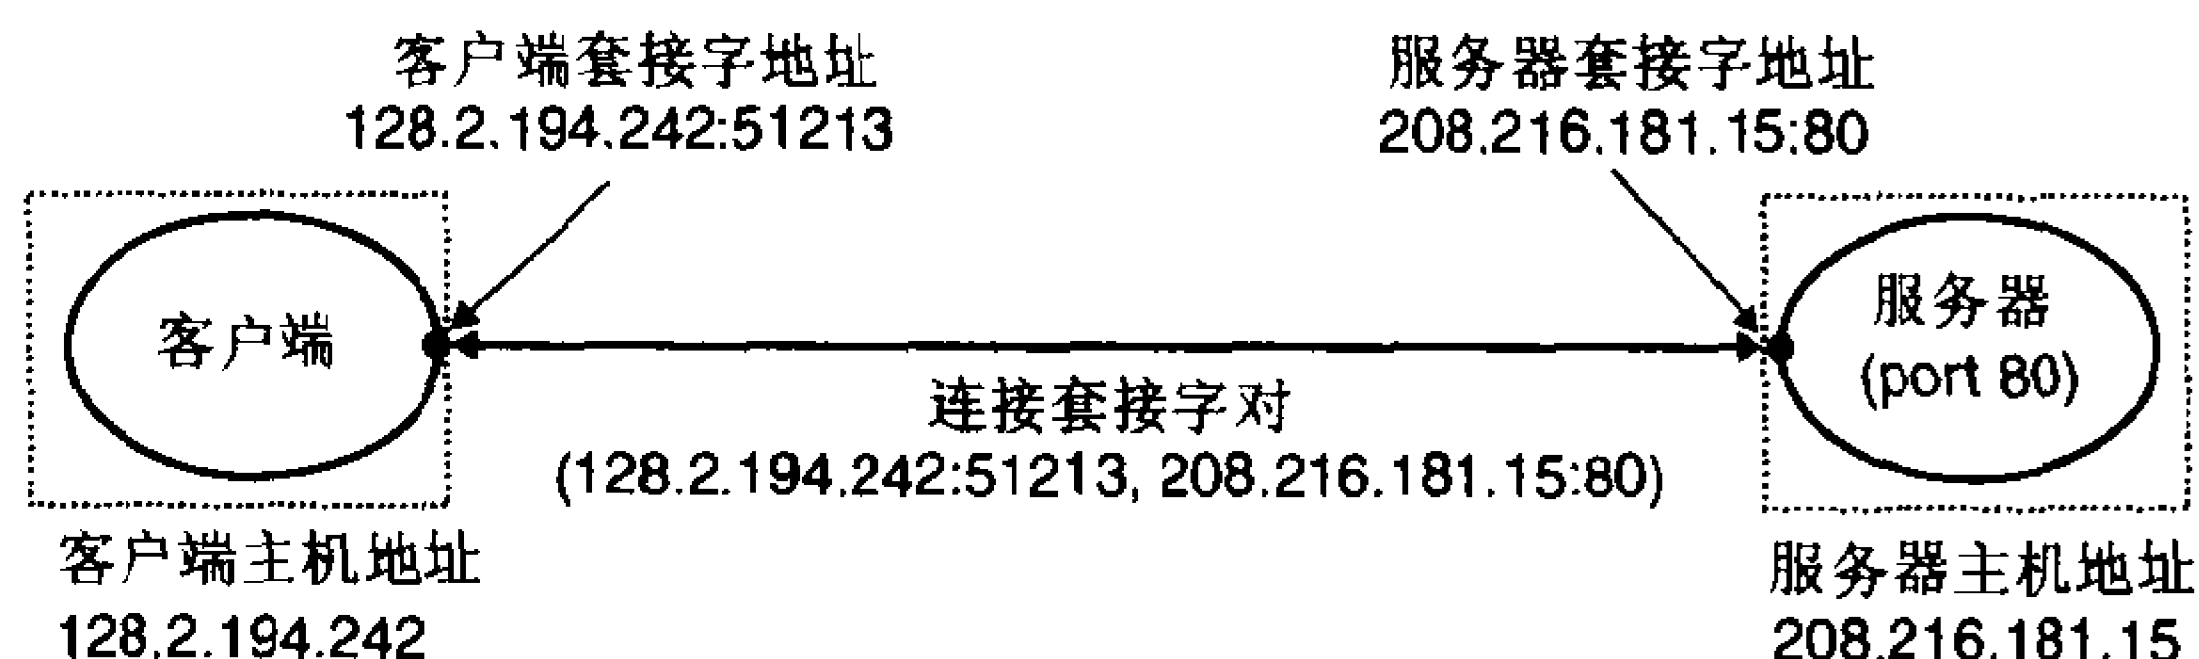 客户端套接字地址
128.2.194.242:51213
服务器套接字地址
208.216.181.15:80
客户端
服务器
(port 80)
连接套接字对
(128.2.194.242:51213, 208.216.181.15:80)
客户端主机地址
128.2.194.242
服务器主机地址
208.216.181.15